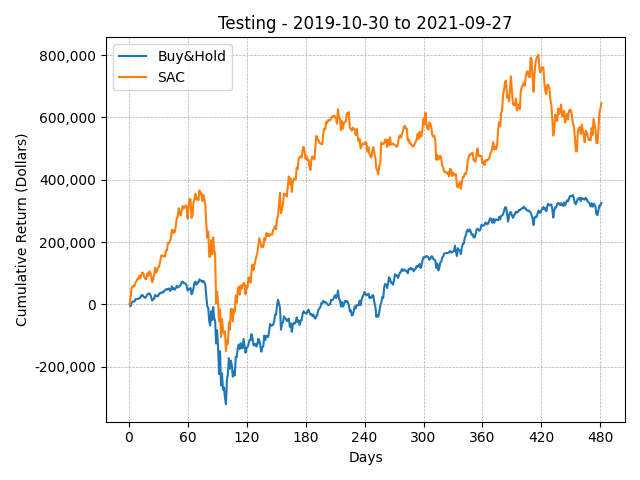 Testing - 2019-10-30 to 2021-09-27
Buy&Hold
SAC
Cumulative Return (Dollars)
800,000
600,000
400,000
200,000
0
-200,000
0 60 120 180 240 300 360 420 480
Days